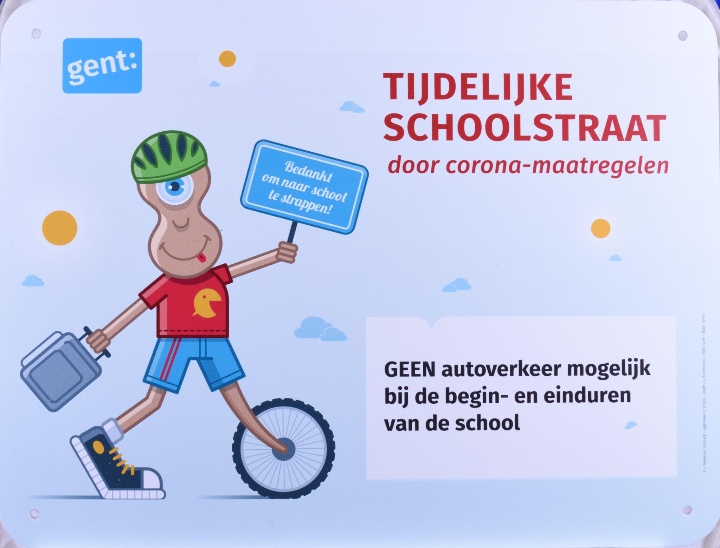 gent:
TIJDELIJKE
SCHOOLSTRAAT
door corona-maatregelen
Bedankt
om naar school
te strappen!
GEEN autoverkeer mogelijk
bij de begin- en einduren
van de school